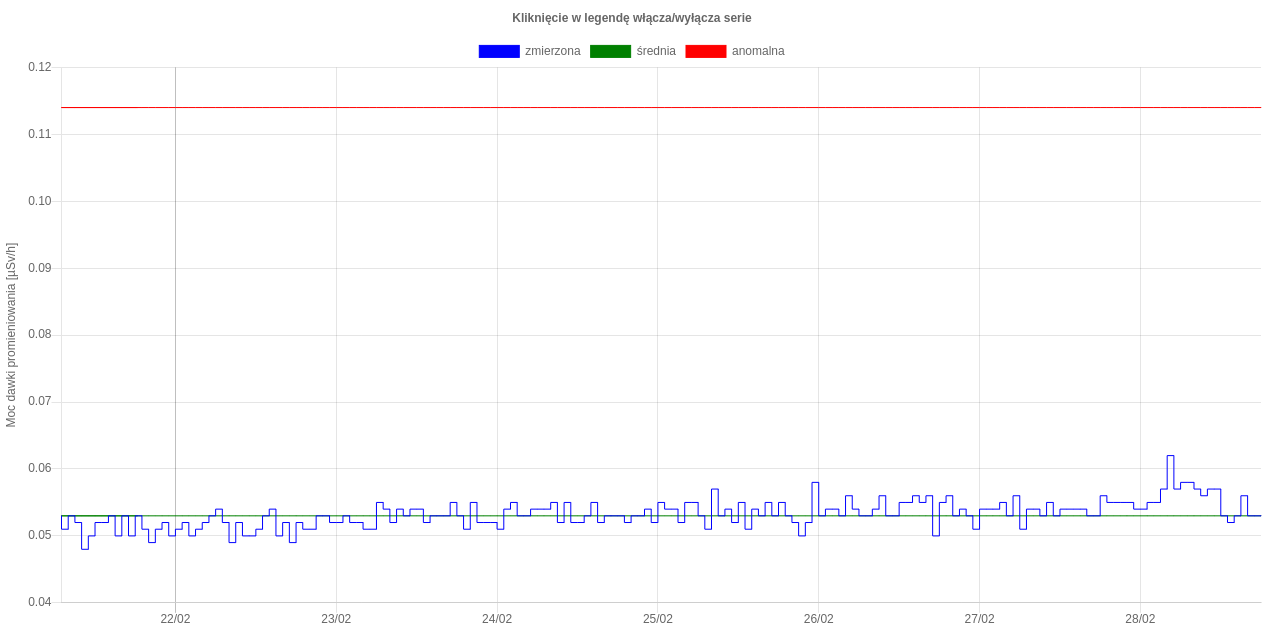 Kliknięcie w legendę włącza/wyłącza serie
zmierzona średnia anomalna
Moc dawki promieniowania [µSv/h]
0.12
0.11
0.10
0.09
0.08
0.07
0.06
0.05
0.04
22/02 23/02 24/02 25/02 26/02 27/02 28/02